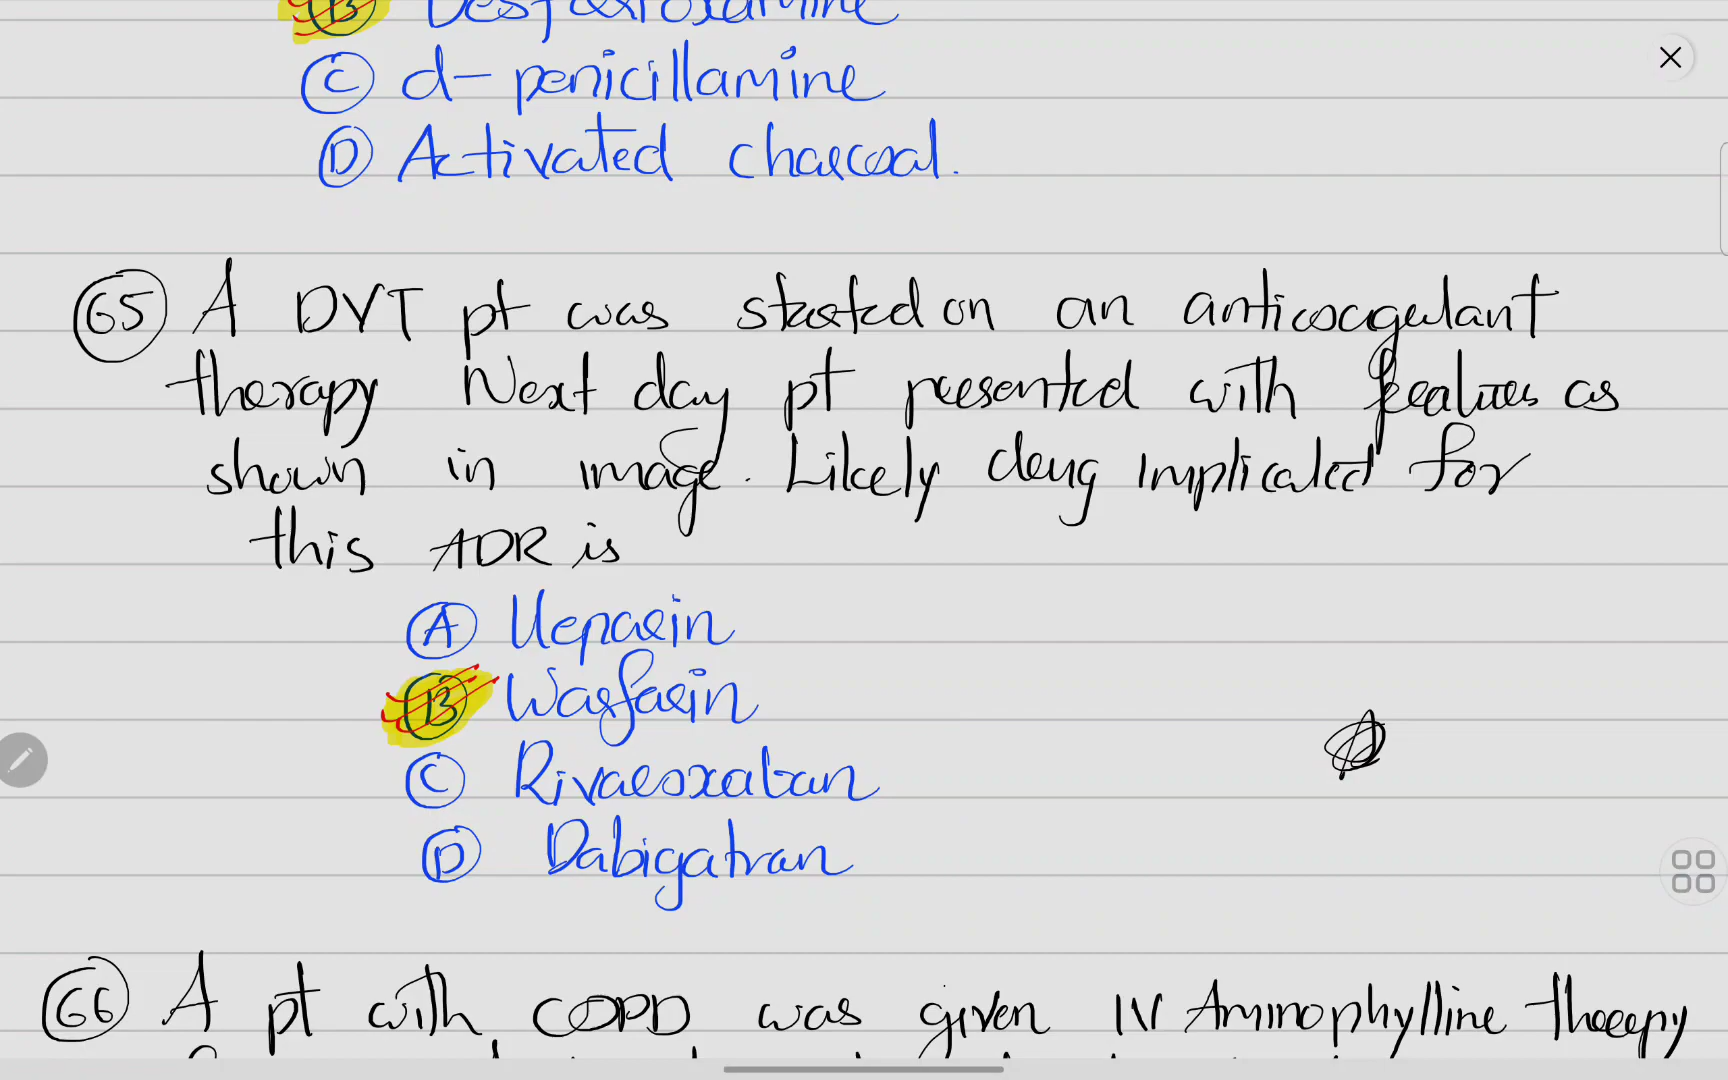 B Desferroxamine
C d-penicillamine
D Activated charcoal.
65 A DVT pt was started on an anticoagulant
therapy Next day pt presented with features as
shown in image. Likely drug implicated for
this ADR is
A Heparin
B Warfarin
C Rivaroxaban
D Dabigatran
66 A pt with COPD was given IV Aminophylline therapy